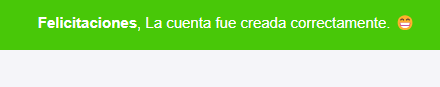 Felicitaciones, La cuenta fue creada correctamente. 😁